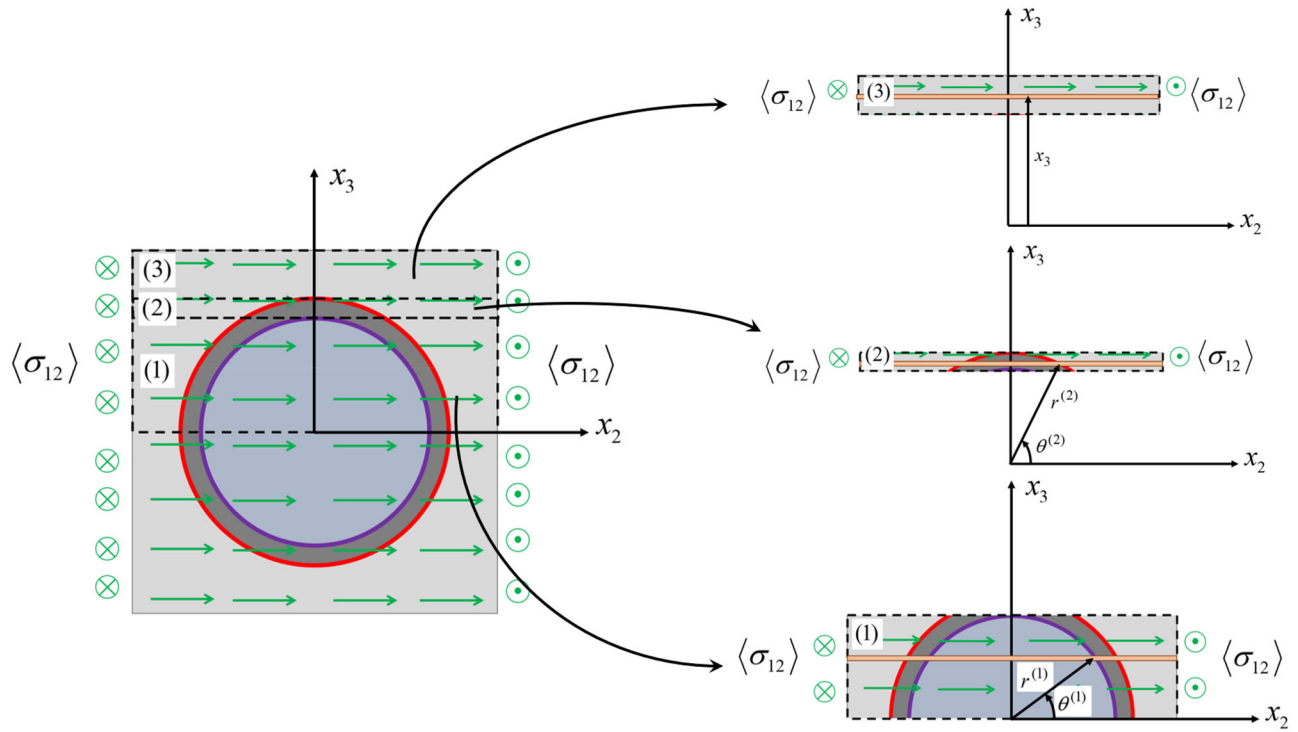 x₃
(3)
(2)
(1)
⟨σ₁₂⟩
⟨σ₁₂⟩
x₂
x₃
⟨σ₁₂⟩
(3)
⟨σ₁₂⟩
x₃
x₂
x₃
⟨σ₁₂⟩
(2)
⟨σ₁₂⟩
r⁽²⁾
θ⁽²⁾
x₂
x₃
(1)
⟨σ₁₂⟩
⟨σ₁₂⟩
r⁽¹⁾
θ⁽¹⁾
x₂